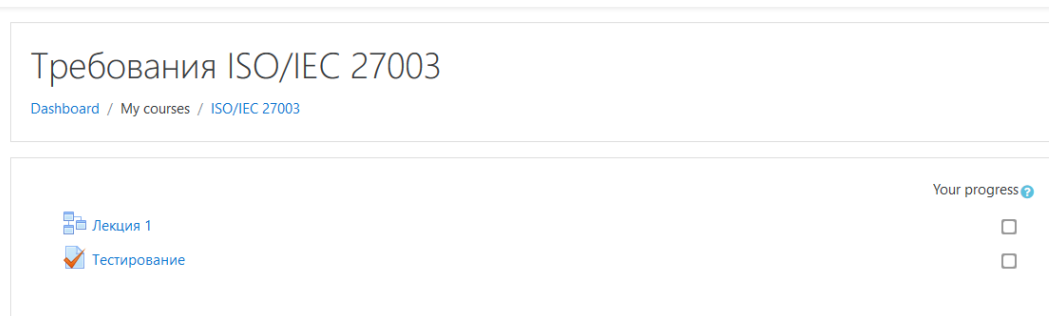 Требования ISO/IEC 27003
Dashboard / My courses / ISO/IEC 27003
Your progress
Лекция 1
Тестирование